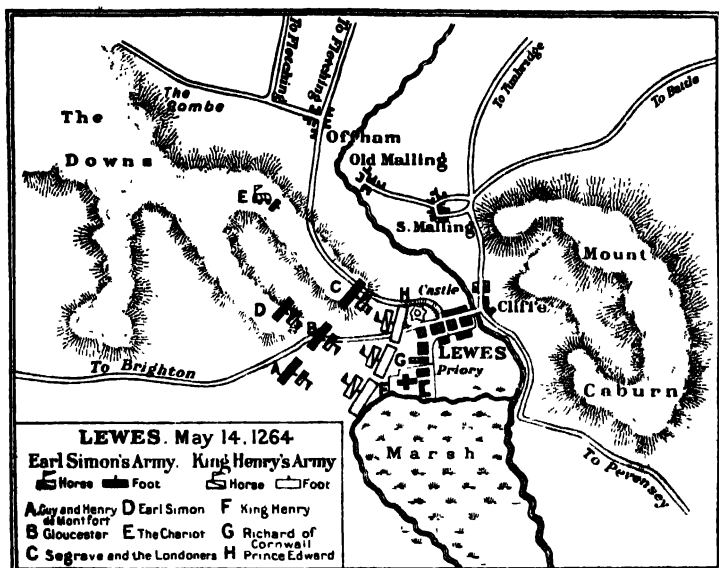 To Fletching
To Fletching
The
Combe
The
Downs
Offham
To Tunbridge
To Battle
Old Malling
S. Malling
E
Mount
C
H
Castle
Cliffe
D
B
G
LEWES
Priory
A
F
To Brighton
Caburn
Marsh
To Pevensey
LEWES. May 14. 1264
Earl Simon's Army. King Henry's Army
Horse Foot Horse Foot
A Guy and Henry de Montfort D Earl Simon F King Henry
B Gloucester E The Chariot G Richard of Cornwall
C Segrave and the Londoners H Prince Edward